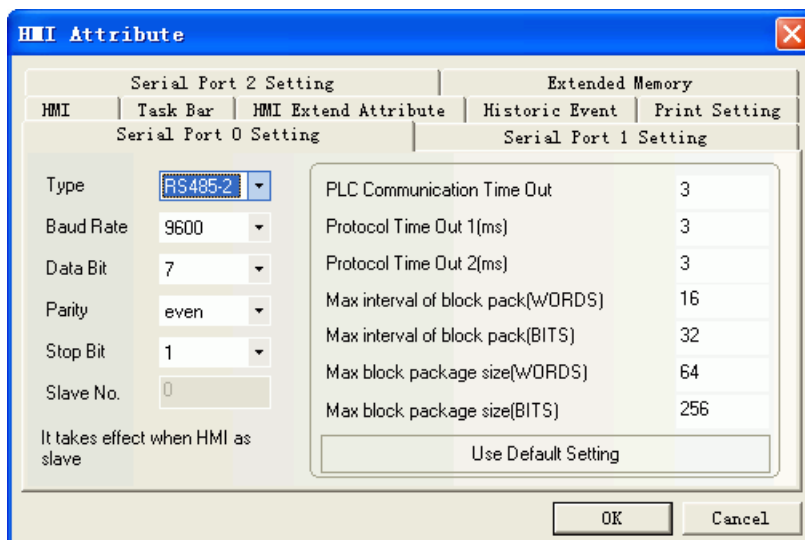 HMI Attribute
Serial Port 2 Setting Extended Memory
HMI Task Bar HMI Extend Attribute Historic Event Print Setting
Serial Port 0 Setting Serial Port 1 Setting
Type RS485-2
Baud Rate 9600
Data Bit 7
Parity even
Stop Bit 1
Slave No. 0
It takes effect when HMI as
slave
PLC Communication Time Out 3
Protocol Time Out 1(ms) 3
Protocol Time Out 2(ms) 3
Max interval of block pack(WORDS) 16
Max interval of block pack(BITS) 32
Max block package size(WORDS) 64
Max block package size(BITS) 256
Use Default Setting
OK Cancel